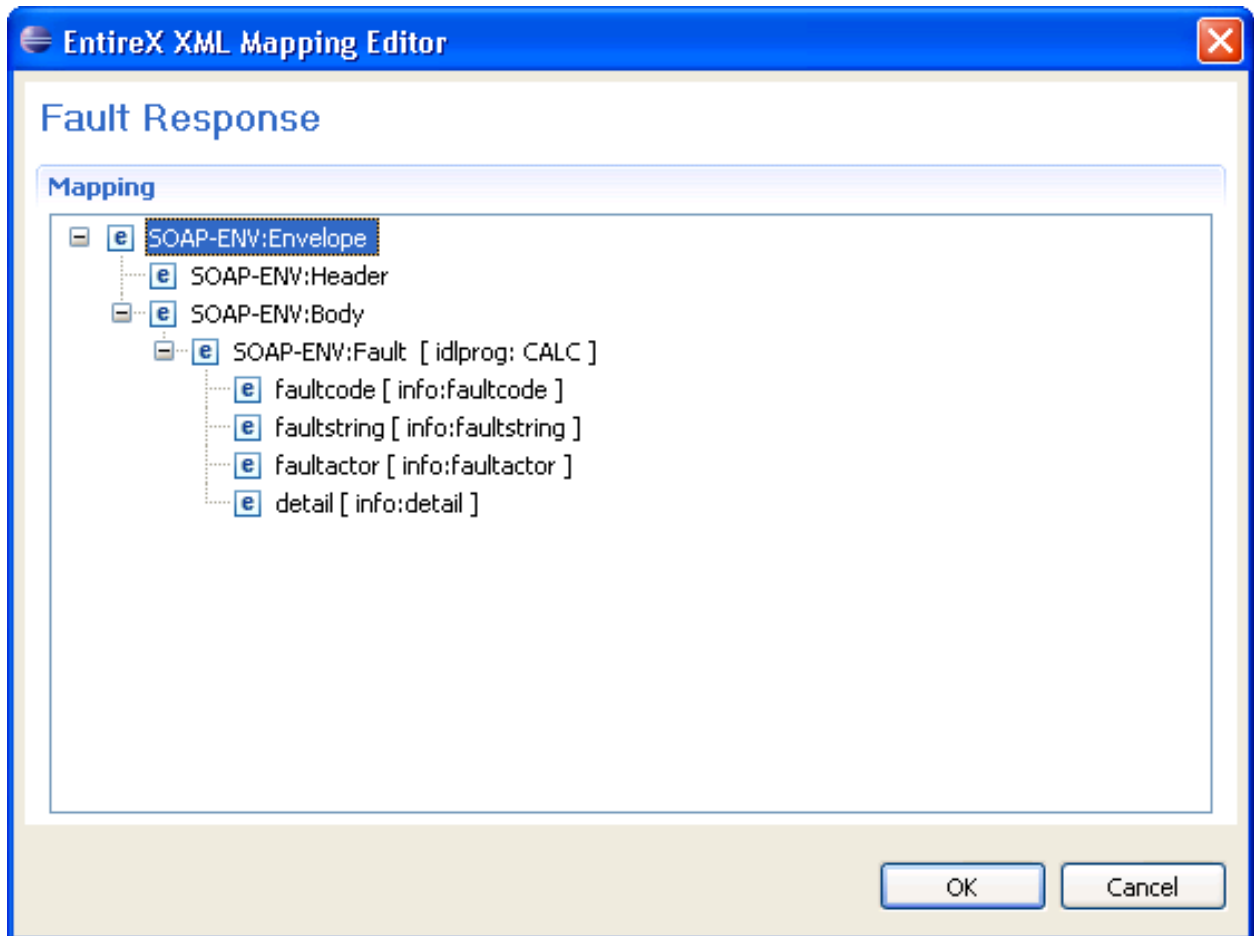 EntireX XML Mapping Editor
Fault Response
Mapping
e SOAP-ENV:Envelope
e SOAP-ENV:Header
e SOAP-ENV:Body
e SOAP-ENV:Fault [ idlprog: CALC ]
e faultcode [ info:faultcode ]
e faultstring [ info:faultstring ]
e faultactor [ info:faultactor ]
e detail [ info:detail ]
OK Cancel